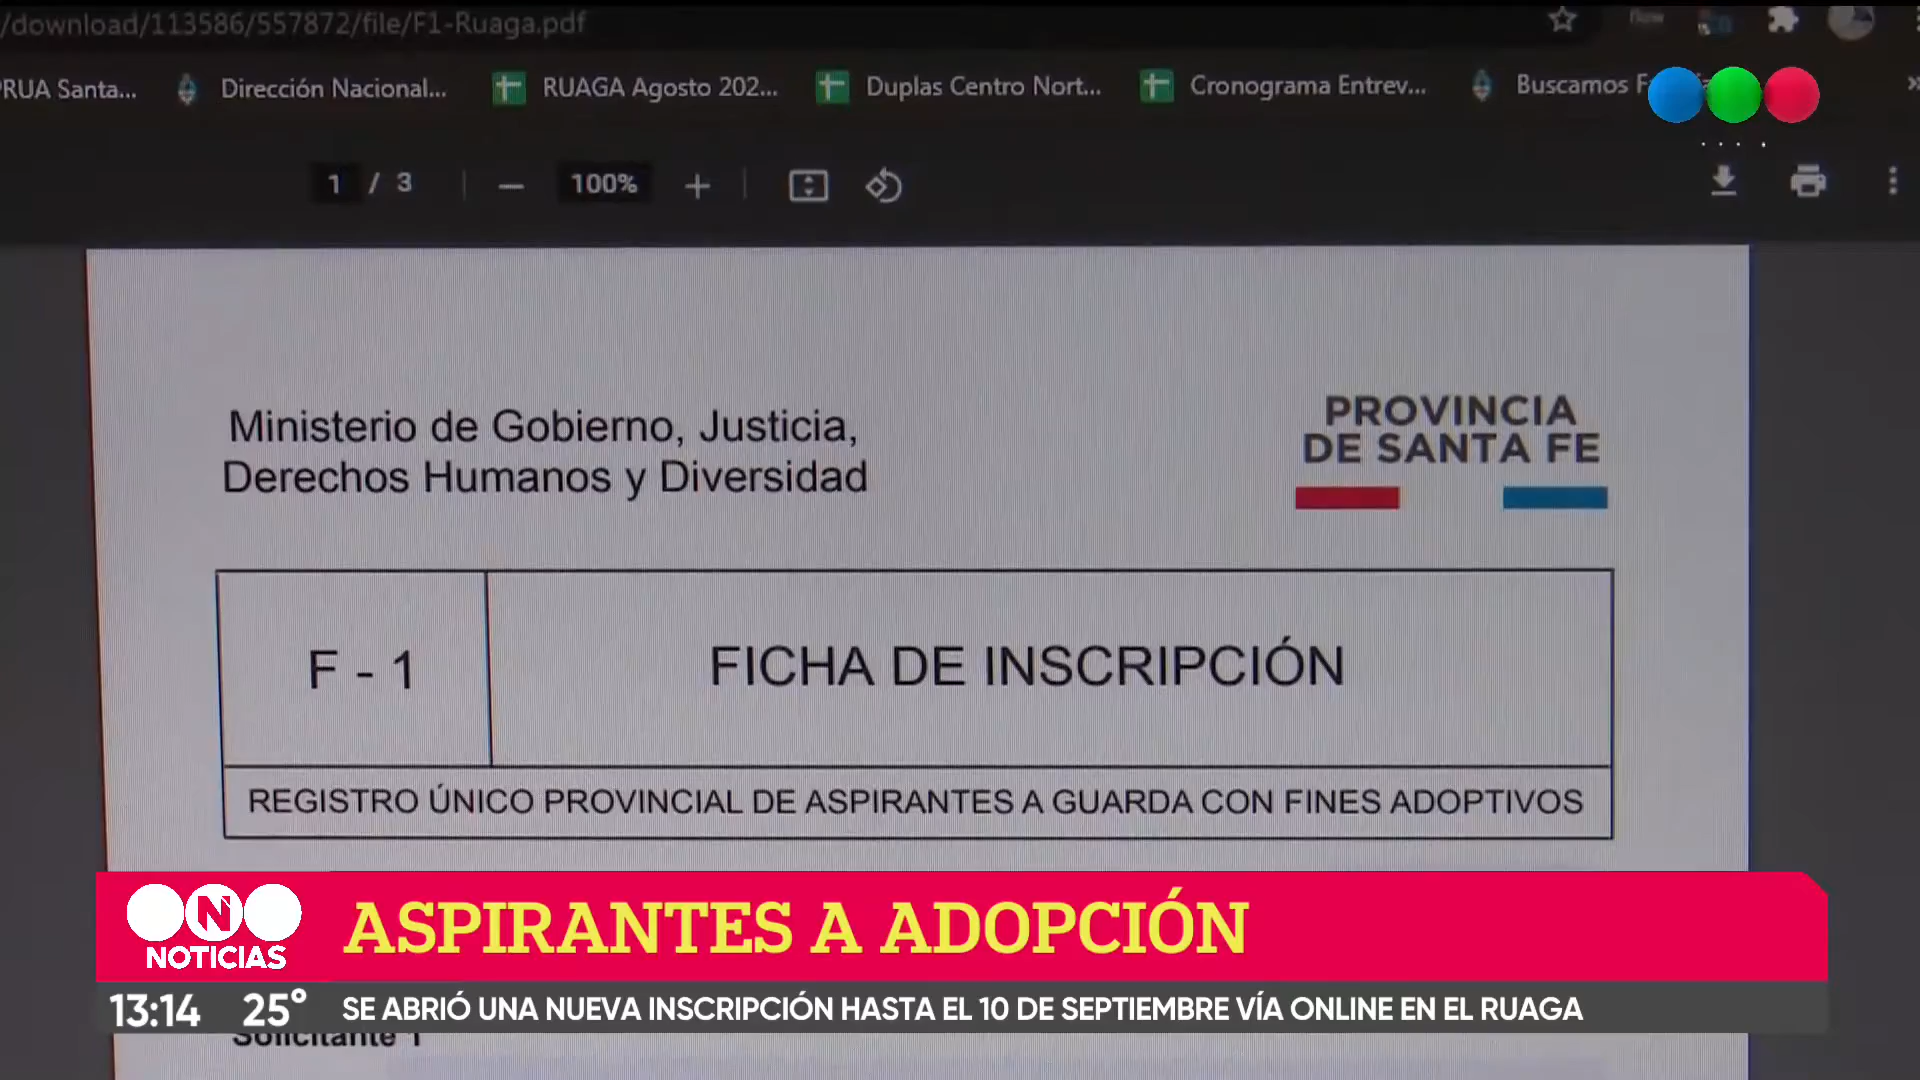 /download/113586/557872/file/F1-Ruaga.pdf
RUA Santa...
Dirección Nacional...
RUAGA Agosto 202...
Duplas Centro Nort...
Cronograma Entrev...
Buscamos
1 / 3
100%
Ministerio de Gobierno, Justicia,
Derechos Humanos y Diversidad
PROVINCIA
DE SANTA FE
F - 1
FICHA DE INSCRIPCIÓN
REGISTRO ÚNICO PROVINCIAL DE ASPIRANTES A GUARDA CON FINES ADOPTIVOS
N
NOTICIAS
ASPIRANTES A ADOPCIÓN
13:14 25°
SE ABRIÓ UNA NUEVA INSCRIPCIÓN HASTA EL 10 DE SEPTIEMBRE VÍA ONLINE EN EL RUAGA
Solicitante 1